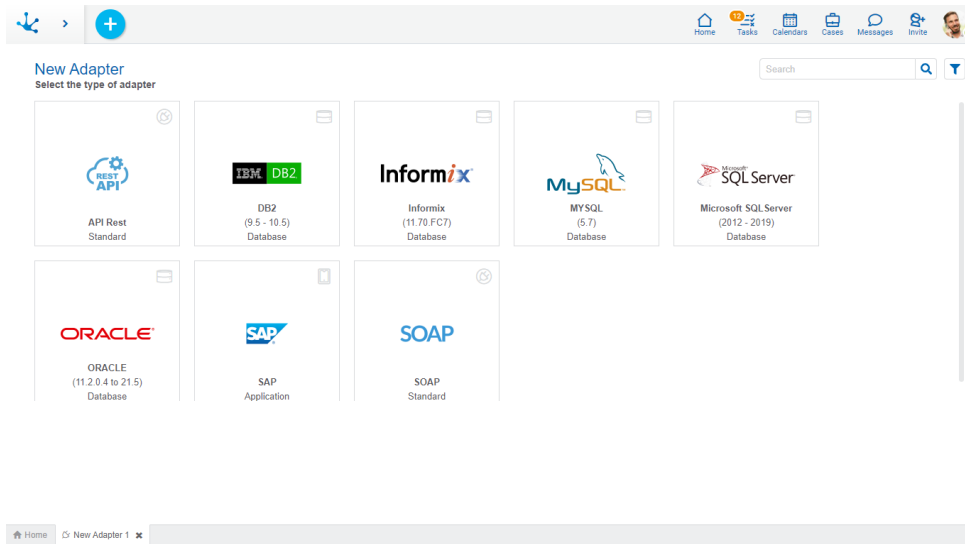 12
Home
Tasks
Calendars
Cases
Messages
Invite
New Adapter
Select the type of adapter
Search
REST
API
API Rest
Standard
IBM DB2
DB2
(9.5 - 10.5)
Database
Informix
Informix
(11.70.FC7)
Database
MySQL
MYSQL
(5.7)
Database
Microsoft
SQL Server
Microsoft SQLServer
(2012 - 2019)
Database
ORACLE
ORACLE
(11.2.0.4 to 21.5)
Database
SAP
SAP
Application
SOAP
SOAP
Standard
Home
New Adapter 1